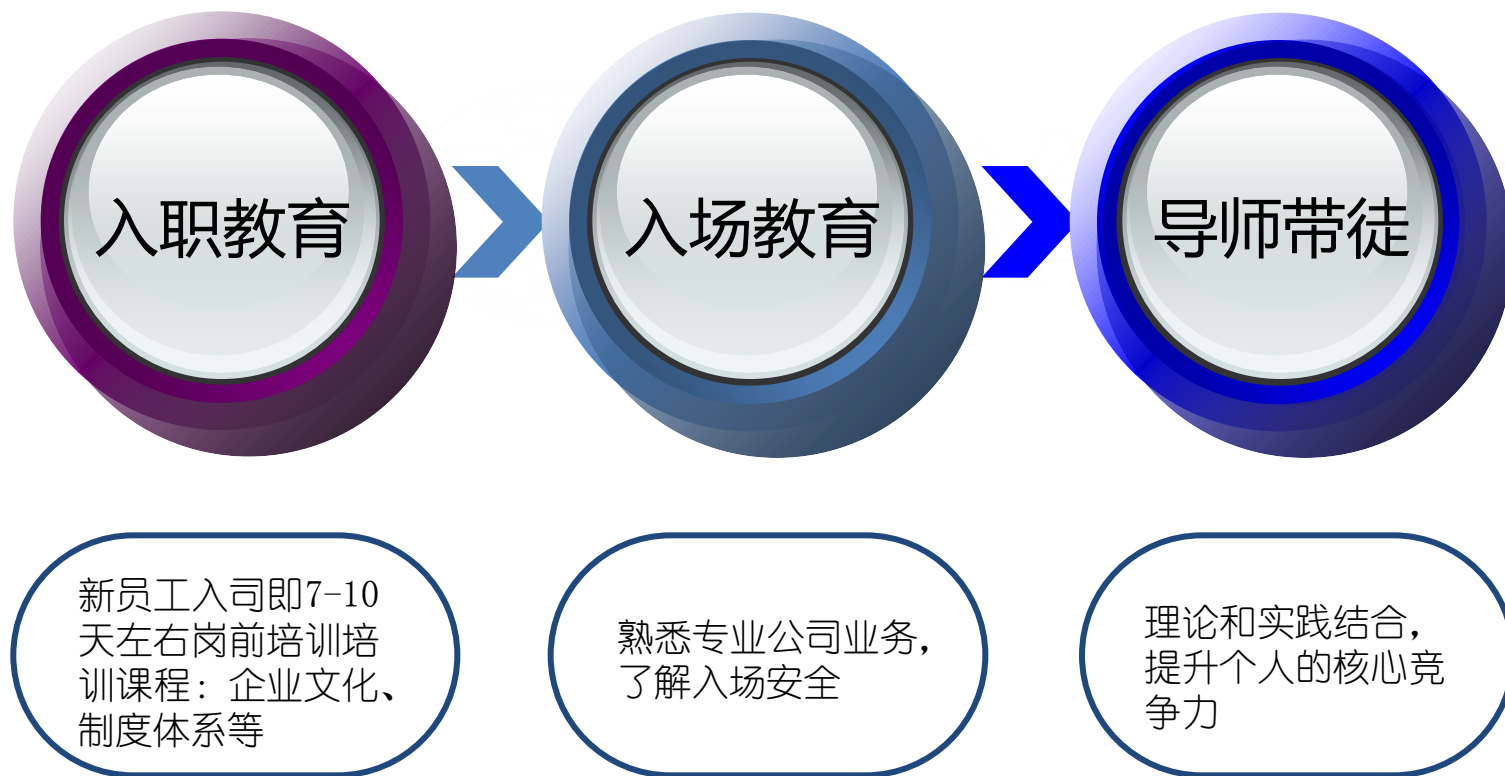 入职教育
入场教育
导师带徒
新员工入司即7-10
天左右岗前培训培
训课程：企业文化、
制度体系等
熟悉专业公司业务，
了解入场安全
理论和实践结合，
提升个人的核心竞
争力